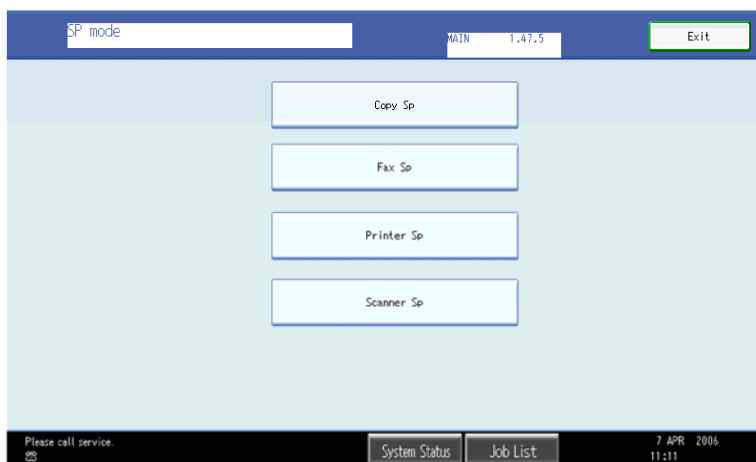 SP mode
MAIN 1.47.5
Exit
Copy Sp
Fax Sp
Printer Sp
Scanner Sp
Please call service.
System Status
Job List
7 APR 2006
11:11